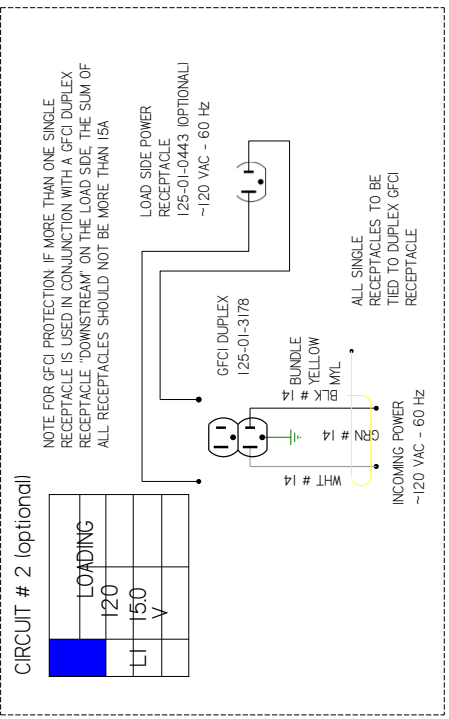 CIRCUIT # 2 (optional)
LOADING
120
L1 15.0
V
NOTE FOR GFCI PROTECTION: IF MORE THAN ONE SINGLE
RECEPTACLE IS USED IN CONJUNCTION WITH A GFCI DUPLEX
RECEPTACLE "DOWNSTREAM" ON THE LOAD SIDE, THE SUM OF
ALL RECEPTACLES SHOULD NOT BE MORE THAN 15A
LOAD SIDE POWER
RECEPTACLE
125-01-0443 (OPTIONAL)
~120 VAC - 60 Hz
GFCI DUPLEX
125-01-3178
BUNDLE
YELLOW
MYL
WHT # 14
GRN # 14
BLK # 14
INCOMING POWER
~120 VAC - 60 HZ
ALL SINGLE
RECEPTACLES TO BE
TIED TO DUPLEX GFCI
RECEPTACLE